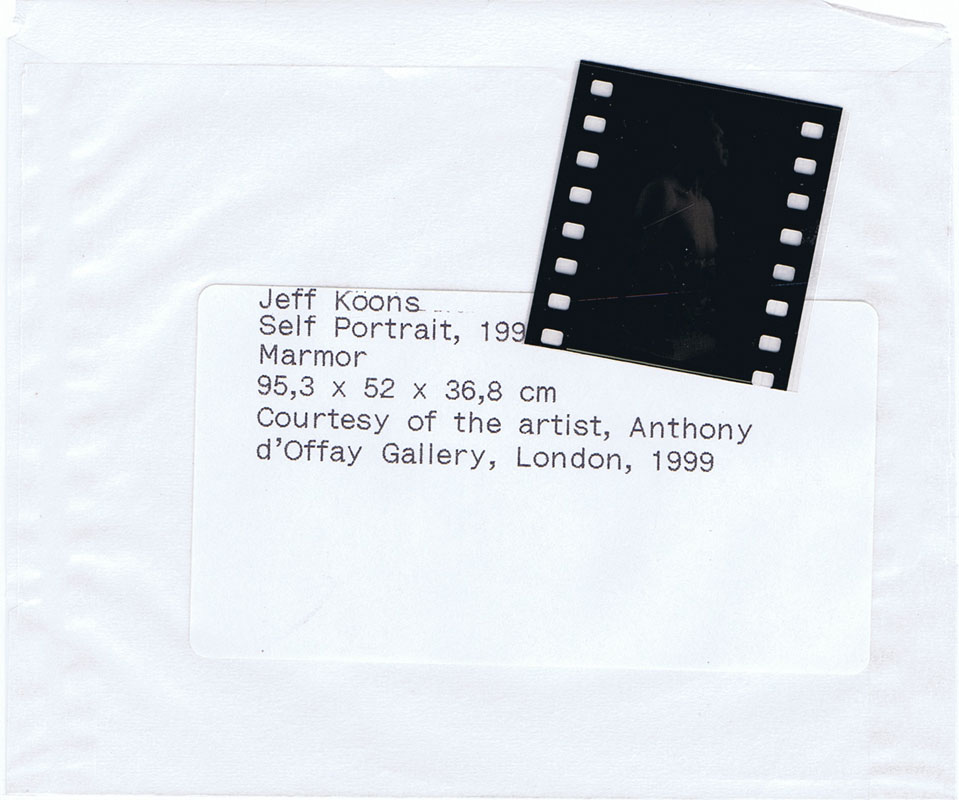 Jeff Koons
Self Portrait, 199
Marmor
95,3 x 52 x 36,8 cm
Courtesy of the artist, Anthony
d'Offay Gallery, London, 1999